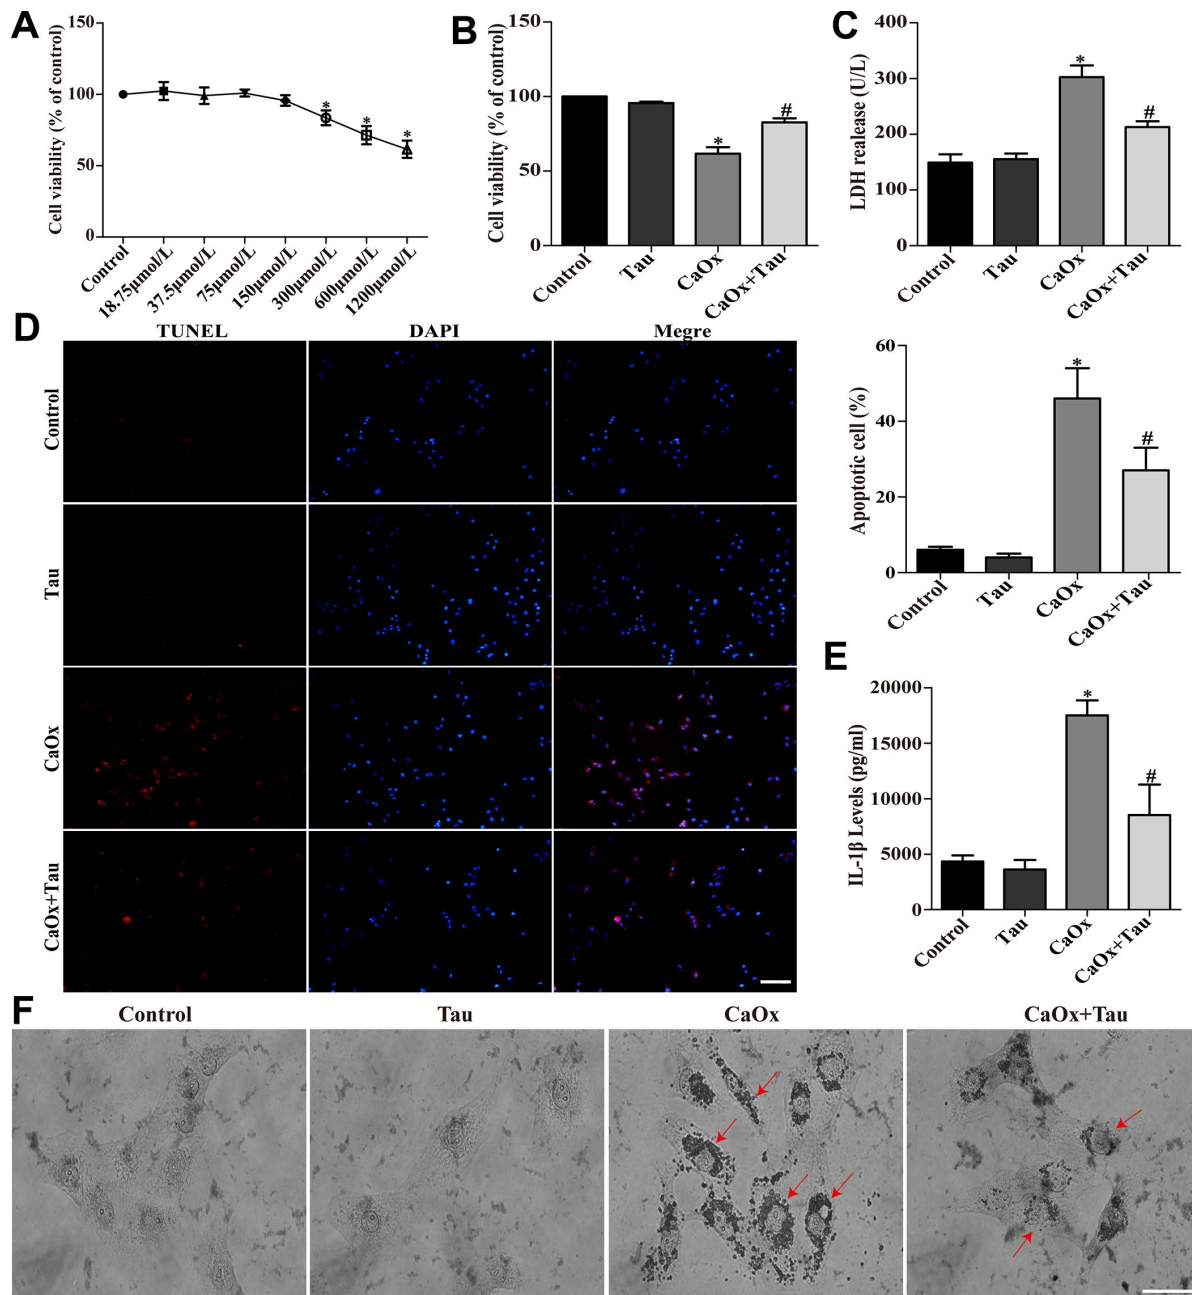 A
Cell viability (% of control)
150
100
50
0
*
*
*
Control
18.75μmol/L
37.5μmol/L
75μmol/L
150μmol/L
300μmol/L
600μmol/L
1200μmol/L
B
Cell viability (% of control)
150
100
50
0
*
#
Control
Tau
CaOx
CaOx+Tau
C
LDH realease (U/L)
400
300
200
100
0
*
#
Control
Tau
CaOx
CaOx+Tau
D
TUNEL DAPI Megre
Control
Tau
CaOx
CaOx+Tau
Apoptotic cell (%)
60
40
20
0
*
#
Control
Tau
CaOx
CaOx+Tau
E
IL-1β Levels (pg/ml)
20000
15000
10000
5000
0
*
#
Control
Tau
CaOx
CaOx+Tau
F
Control Tau CaOx CaOx+Tau